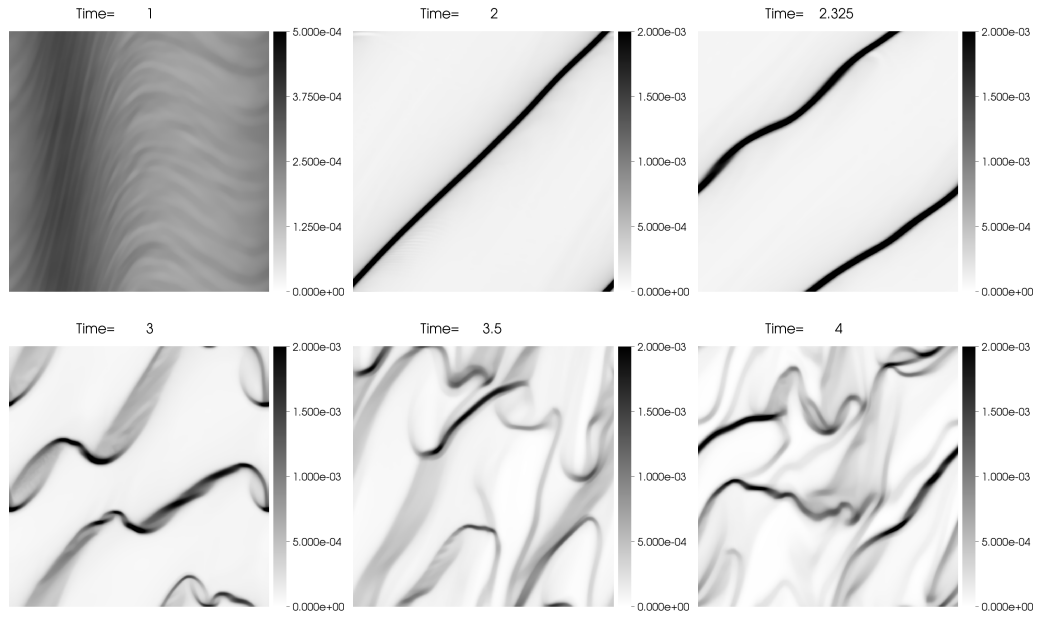 Time= 1
5.000e-04
3.750e-04
2.500e-04
1.250e-04
0.000e+00
Time= 2
2.000e-03
1.500e-03
1.000e-03
5.000e-04
0.000e+00
Time= 2.325
2.000e-03
1.500e-03
1.000e-03
5.000e-04
0.000e+00
Time= 3
2.000e-03
1.500e-03
1.000e-03
5.000e-04
0.000e+00
Time= 3.5
2.000e-03
1.500e-03
1.000e-03
5.000e-04
0.000e+00
Time= 4
2.000e-03
1.500e-03
1.000e-03
5.000e-04
0.000e+00